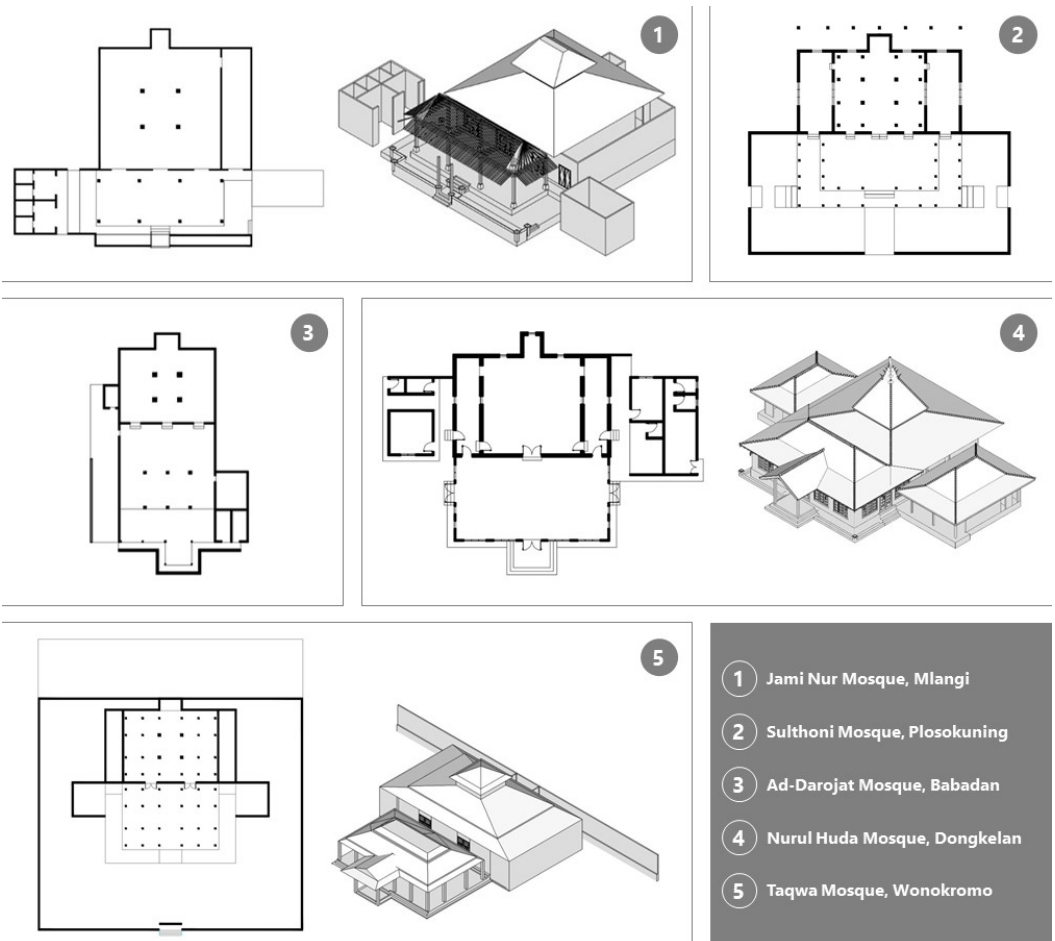 1
2
3
4
5
1 Jami Nur Mosque, Mlangi
2 Sulthoni Mosque, Plosokuning
3 Ad-Darojat Mosque, Babadan
4 Nurul Huda Mosque, Dongkelan
5 Taqwa Mosque, Wonokromo